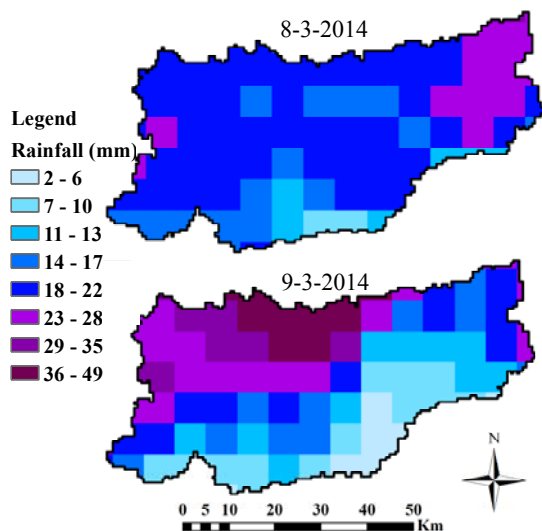 8-3-2014
Legend
Rainfall (mm)
2 - 6
7 - 10
11 - 13
14 - 17
18 - 22
23 - 28
29 - 35
36 - 49
9-3-2014
N
0 5 10 20 30 40 50
Km